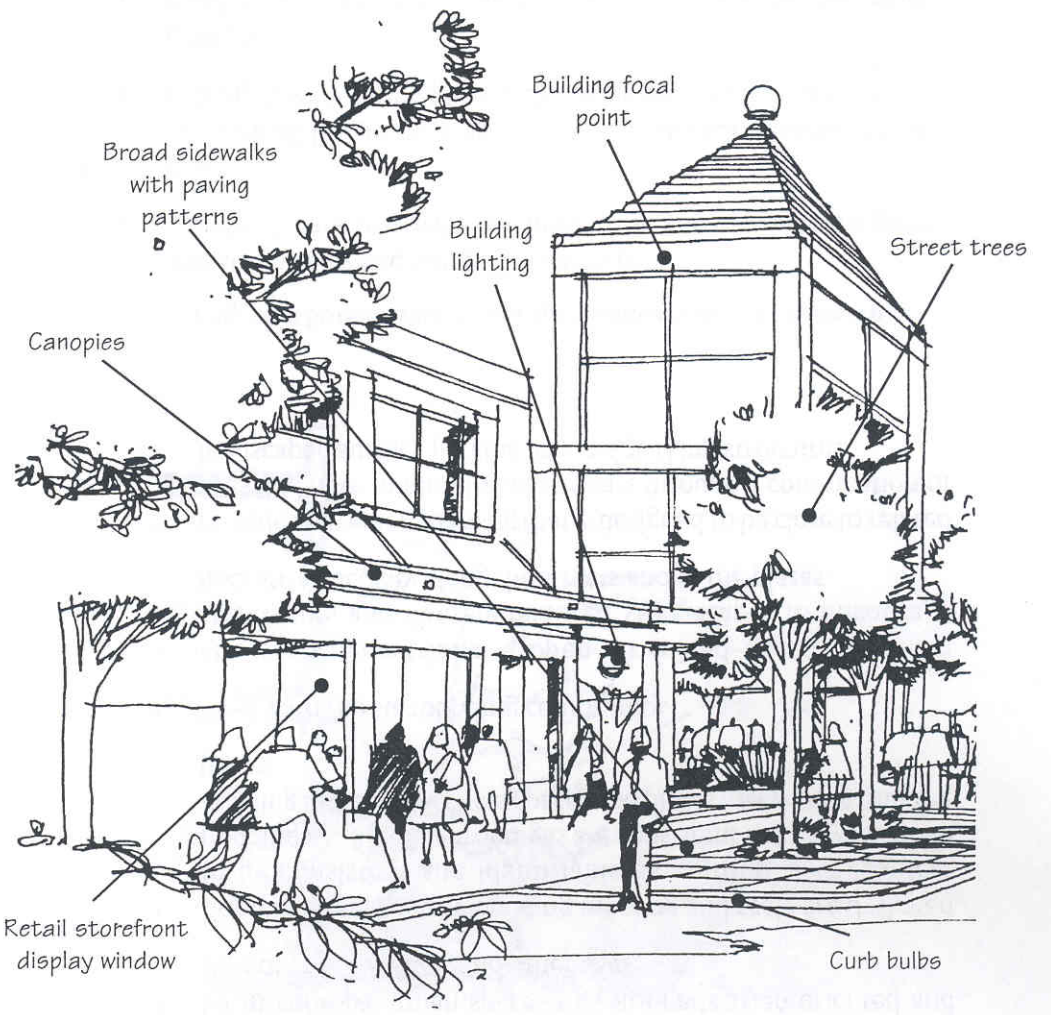 Building focal
point
Broad sidewalks
with paving
patterns
Building
lighting
Street trees
Canopies
Retail storefront
display window
Curb bulbs